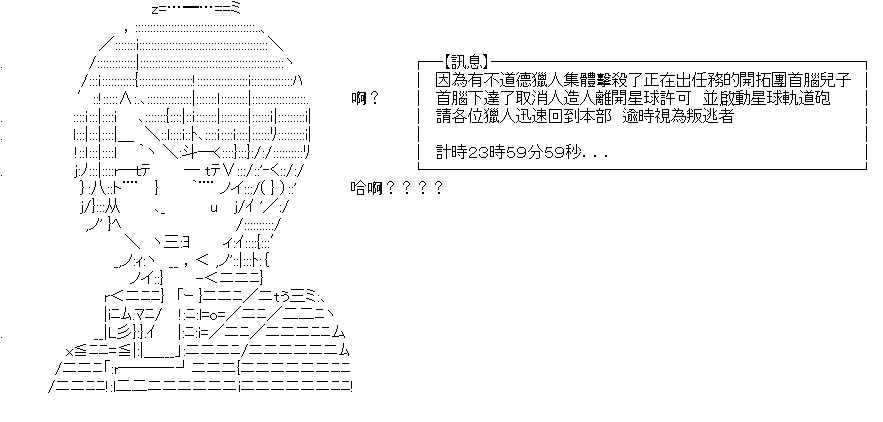 【訊息】
因為有不道德獵人集體擊殺了正在出任務的開拓團首腦兒子
首腦下達了取消人造人離開星球許可 並啟動星球軌道砲
請各位獵人迅速回到本部 逾時視為叛逃者
計時23時59分59秒...
啊?
哈啊????